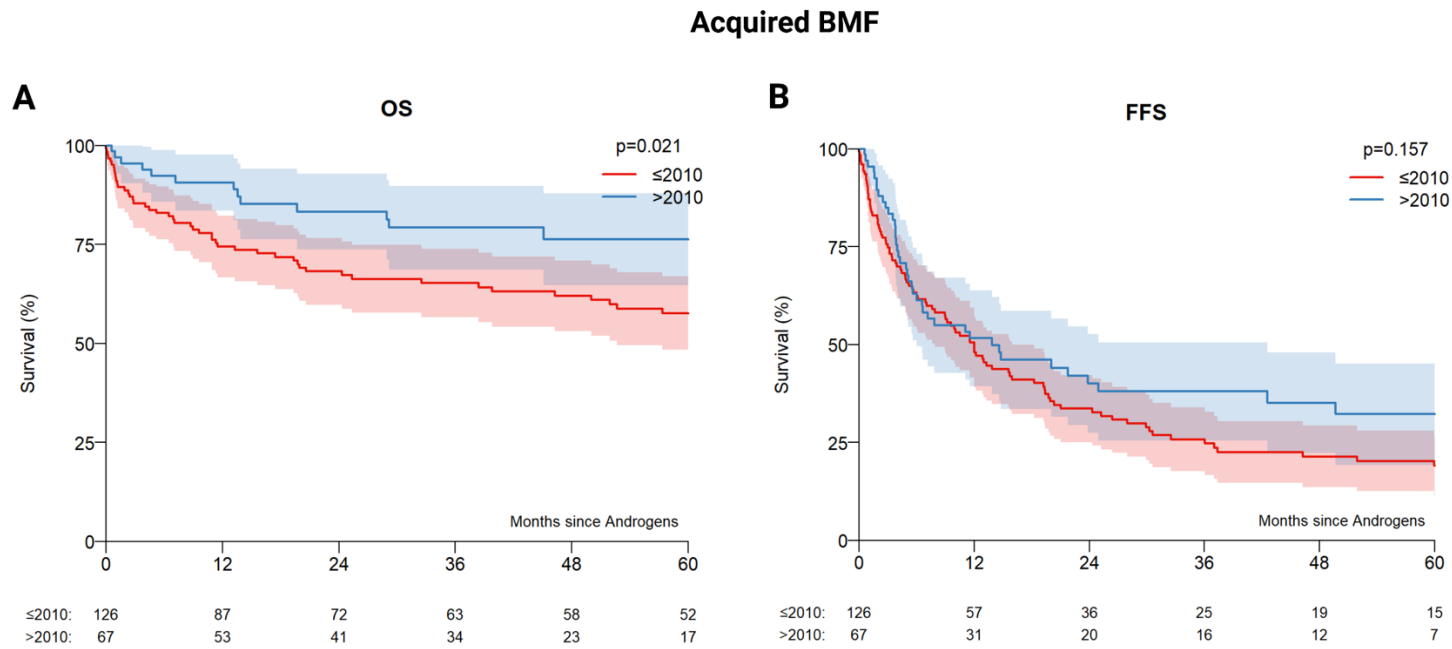 Acquired BMF
A
OS
p=0.021
≤2010
>2010
100
75
50
25
0
Survival (%)
Months since Androgens
0 12 24 36 48 60
≤2010: 126 87 72 63 58 52
>2010: 67 53 41 34 23 17
B
FFS
p=0.157
≤2010
>2010
100
75
50
25
0
Survival (%)
Months since Androgens
0 12 24 36 48 60
≤2010: 126 57 36 25 19 15
>2010: 67 31 20 16 12 7